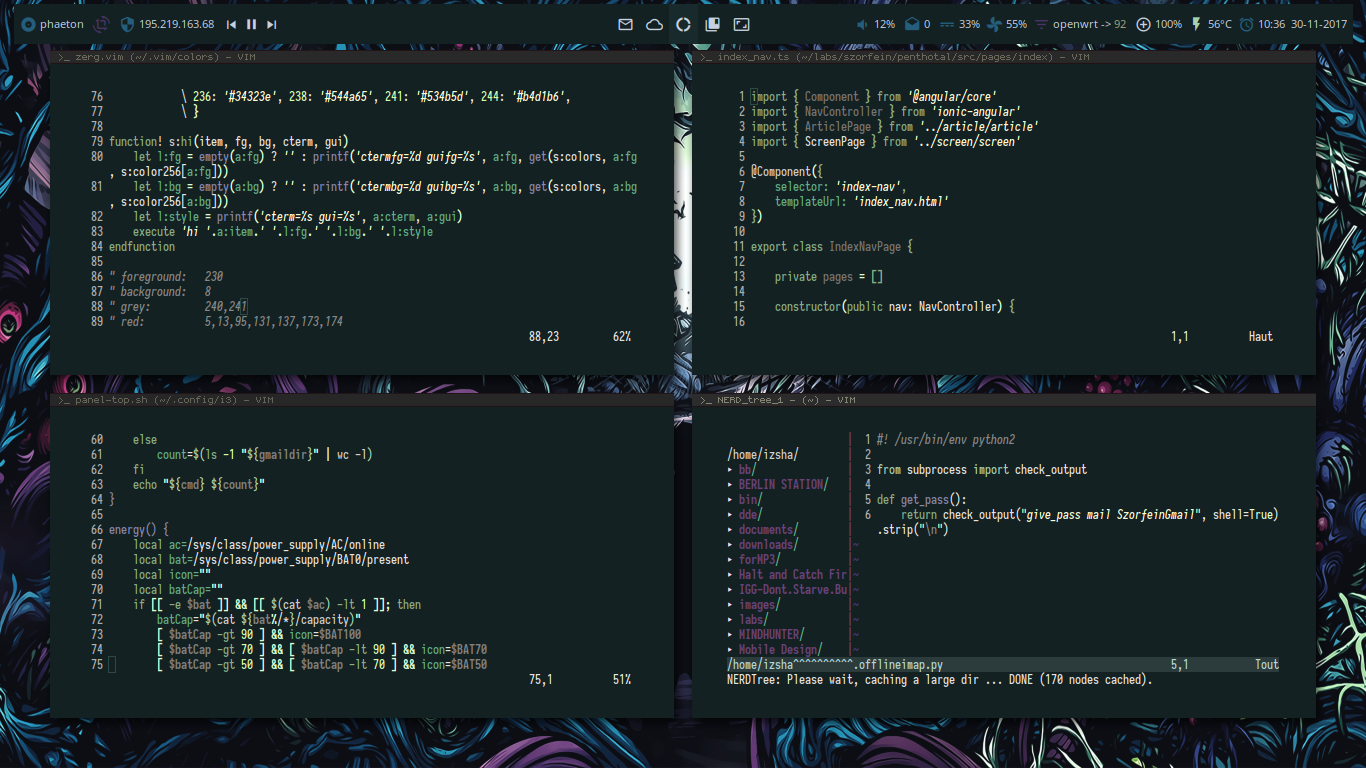 phaeton 195.219.163.68 12% 0 33% 55% openwrt -> 92 100% 56°C 10:36 30-11-2017
>_ zerg.vim (~/.vim/colors) - VIM
76 \ 236: '#34323e', 238: '#544a65', 241: '#534b5d', 244: '#b4d1b6',
77 \ }
78
79 function! s:hi(item, fg, bg, cterm, gui)
80 let l:fg = empty(a:fg) ? '' : printf('ctermfg=%d guifg=%s', a:fg, get(s:colors, a:fg
, s:color256[a:fg]))
81 let l:bg = empty(a:bg) ? '' : printf('ctermbg=%d guibg=%s', a:bg, get(s:colors, a:bg
, s:color256[a:bg]))
82 let l:style = printf('cterm=%s gui=%s', a:cterm, a:gui)
83 execute 'hi '.a:item.' '.l:fg.' '.l:bg.' '.l:style
84 endfunction
85
86 " foreground: 230
87 " background: 8
88 " grey: 240,241
89 " red: 5,13,95,131,137,173,174
88,23 62%
>_ index_nav.ts (~/labs/szorfein/penthotal/src/pages/index) - VIM
1 import { Component } from '@angular/core'
2 import { NavController } from 'ionic-angular'
3 import { ArticlePage } from '../article/article'
4 import { ScreenPage } from '../screen/screen'
5
6 @Component({
7 selector: 'index-nav',
8 templateUrl: 'index_nav.html'
9 })
10
11 export class IndexNavPage {
12
13 private pages = []
14
15 constructor(public nav: NavController) {
16
1,1 Haut
>_ panel-top.sh (~/.config/i3) - VIM
60 else
61 count=$(ls -1 "${gmaildir}" | wc -l)
62 fi
63 echo "${cmd} ${count}"
64 }
65
66 energy() {
67 local ac=/sys/class/power_supply/AC/online
68 local bat=/sys/class/power_supply/BAT0/present
69 local icon=""
70 local batCap=""
71 if [[ -e $bat ]] && [[ $(cat $ac) -lt 1 ]]; then
72 batCap="$(cat ${bat%/*}/capacity)"
73 [ $batCap -gt 90 ] && icon=$BAT100
74 [ $batCap -gt 70 ] && [ $batCap -lt 90 ] && icon=$BAT70
75 [ $batCap -gt 50 ] && [ $batCap -lt 70 ] && icon=$BAT50
75,1 51%
>_ NERD_tree_1 - (~) - VIM
/home/izsha/
▸ bb/
▸ BERLIN STATION/
▸ bin/
▸ dde/
▸ documents/
▸ downloads/
▸ forMP3/
▸ Halt and Catch Fir
▸ IGG-Dont.Starve.Bu
▸ images/
▸ labs/
▸ MINDHUNTER/
▸ Mobile Design/
1 #! /usr/bin/env python2
2
3 from subprocess import check_output
4
5 def get_pass():
6 return check_output("give_pass mail SzorfeinGmail", shell=True)
.strip("\n")
~
~
~
~
~
~
~
~
/home/izsha^^^^^^^^^^.offlineimap.py 5,1 Tout
NERDTree: Please wait, caching a large dir ... DONE (170 nodes cached).